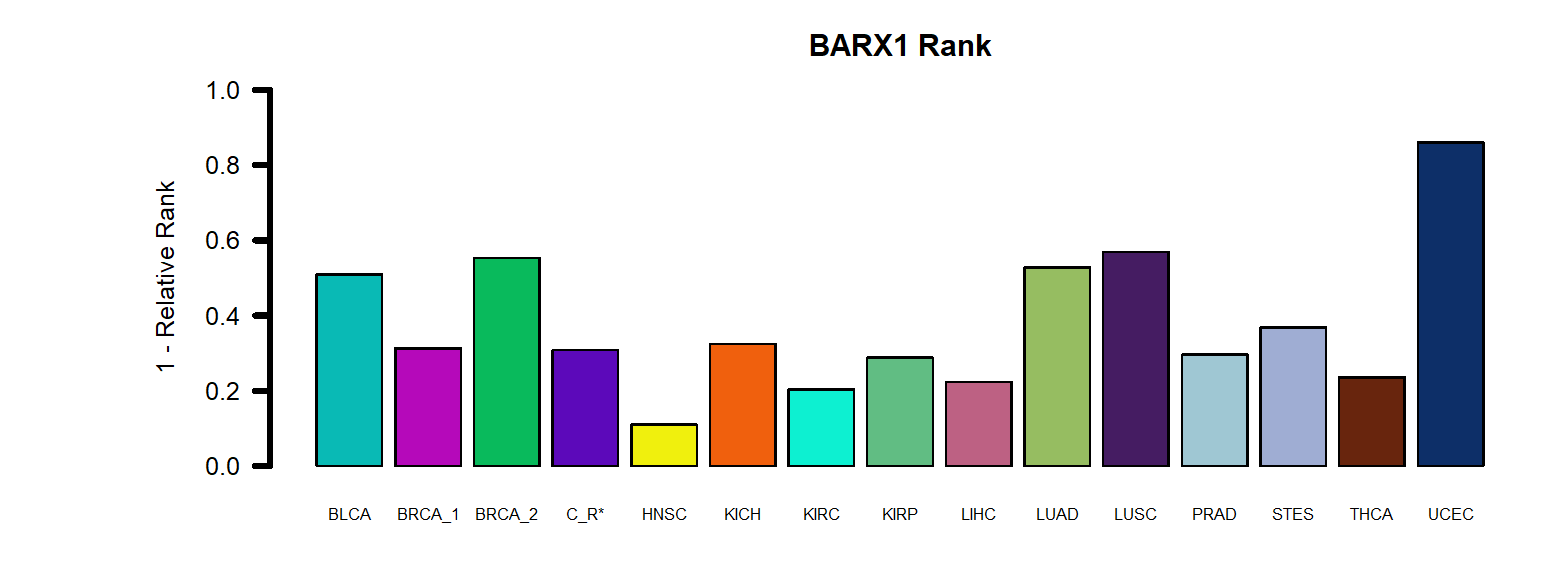 BARX1 Rank
1 - Relative Rank
1.0
0.8
0.6
0.4
0.2
0.0
BLCA BRCA_1 BRCA_2 C_R* HNSC KICH KIRC KIRP LIHC LUAD LUSC PRAD STES THCA UCEC